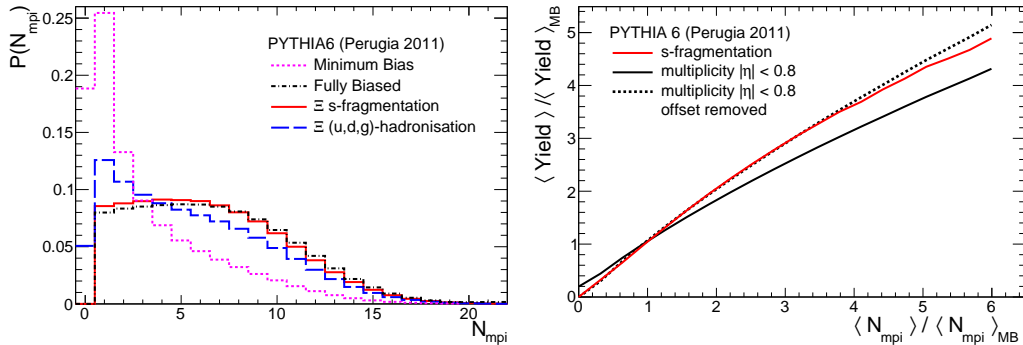 P(N_mpi)
0.25
0.2
0.15
0.1
0.05
0
PYTHIA6 (Perugia 2011)
Minimum Bias
Fully Biased
Ξ s-fragmentation
Ξ (u,d,g)-hadronisation
0 5 10 15 20
N_mpi
⟨ Yield ⟩ / ⟨ Yield ⟩_MB
5
4
3
2
1
0
PYTHIA 6 (Perugia 2011)
s-fragmentation
multiplicity |η| < 0.8
multiplicity |η| < 0.8
offset removed
0 1 2 3 4 5 6
⟨ N_mpi ⟩ / ⟨ N_mpi ⟩_MB